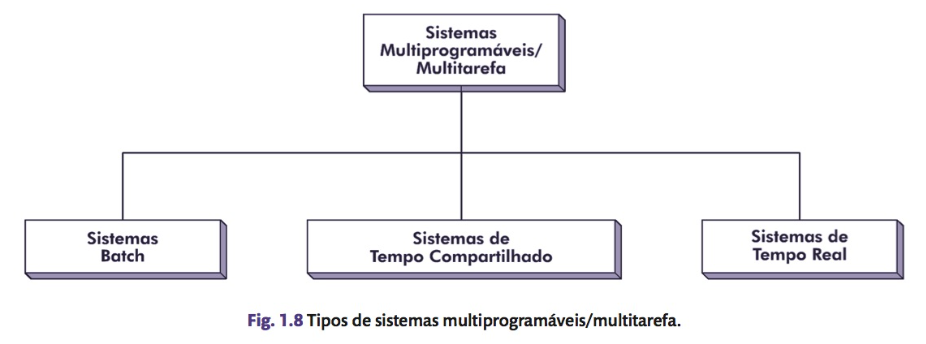 Sistemas
Multiprogramáveis/
Multitarefa
Sistemas
Batch
Sistemas de
Tempo Compartilhado
Sistemas de
Tempo Real
Fig. 1.8 Tipos de sistemas multiprogramáveis/multitarefa.